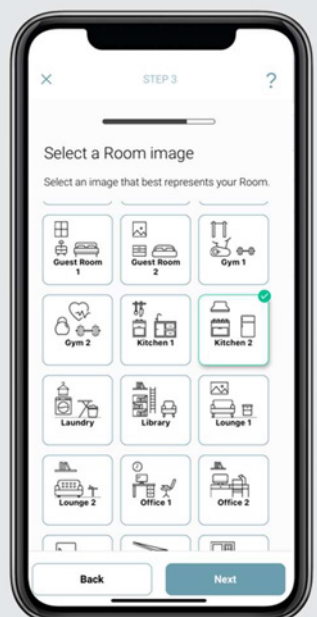 STEP 3
?
Select a Room image
Select an image that best represents your Room.
Guest Room
1
Guest Room
2
Gym 1
Gym 2
Kitchen 1
Kitchen 2
Laundry
Library
Lounge 1
Lounge 2
Office 1
Office 2
Back
Next